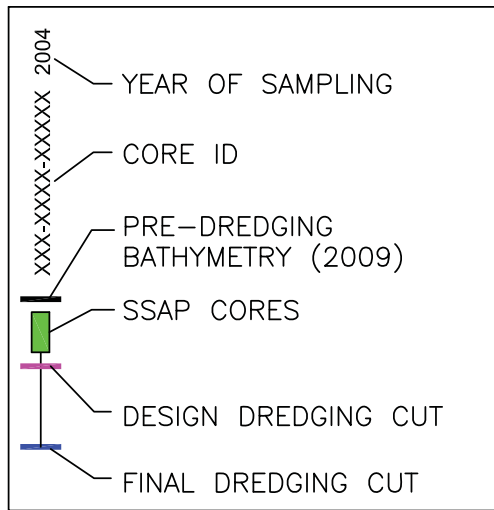 XXX-XXXX-XXXXX 2004
YEAR OF SAMPLING
CORE ID
PRE-DREDGING
BATHYMETRY (2009)
SSAP CORES
DESIGN DREDGING CUT
FINAL DREDGING CUT